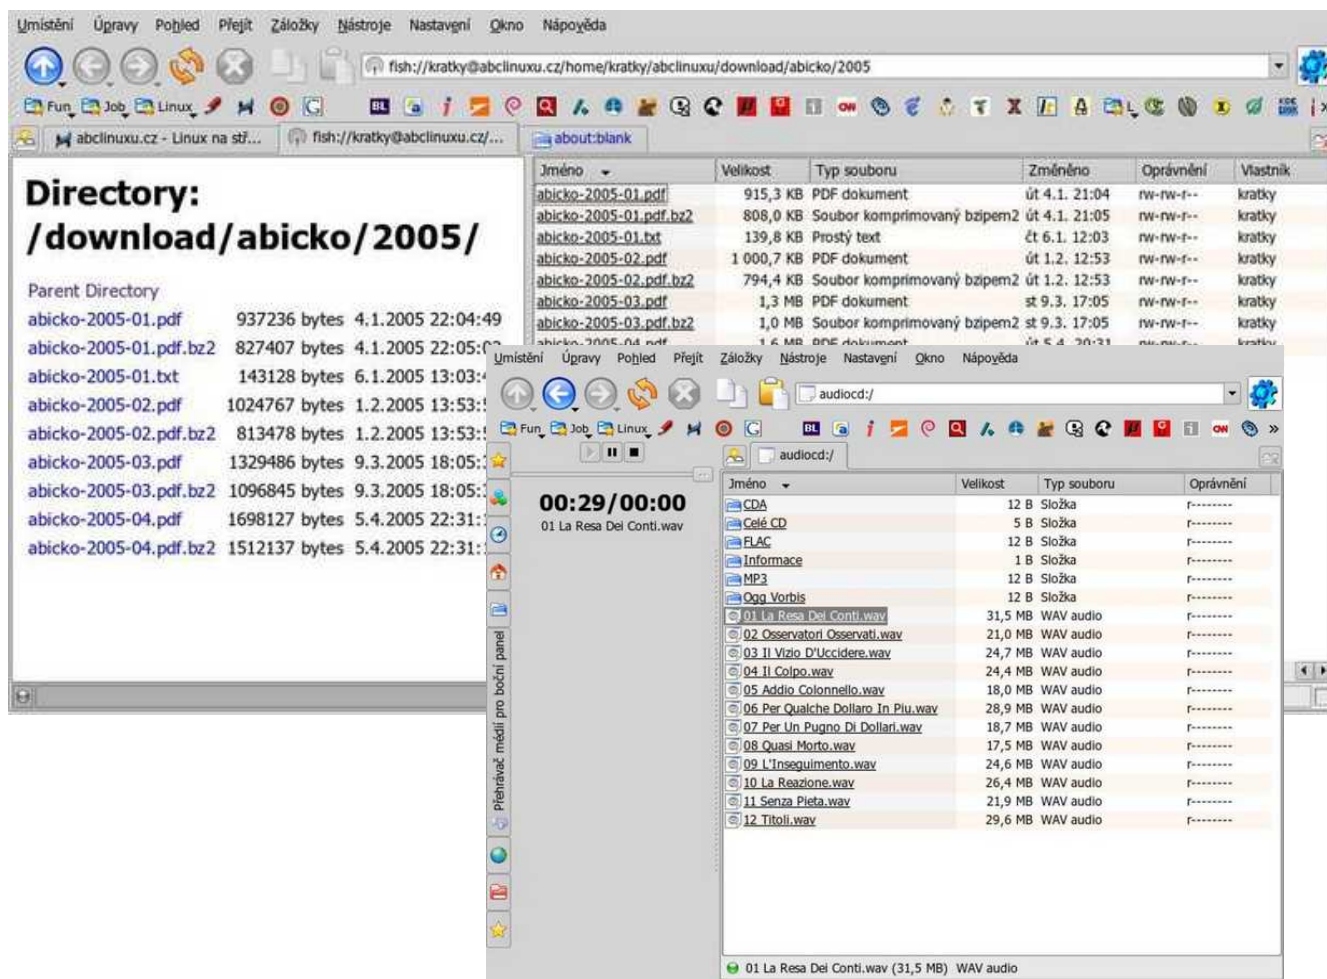 Umístění Úpravy Pohled Přejít Záložky Nástroje Nastavení Okno Nápověda
fish://kratky@abclinuxu.cz/home/kratky/abclinuxu/download/abicko/2005
Fun Job Linux BL
abclinuxu.cz - Linux na stř... fish://kratky@abclinuxu.cz/... about:blank
Directory:
/download/abicko/2005/
Parent Directory
abicko-2005-01.pdf 937236 bytes 4.1.2005 22:04:49
abicko-2005-01.pdf.bz2 827407 bytes 4.1.2005
abicko-2005-01.txt 143128 bytes 6.1.2005
abicko-2005-02.pdf 1024767 bytes 1.2.2005
abicko-2005-02.pdf.bz2 813478 bytes 1.2.2005
abicko-2005-03.pdf 1329486 bytes 9.3.2005
abicko-2005-03.pdf.bz2 1096845 bytes 9.3.2005
abicko-2005-04.pdf 1698127 bytes 5.4.2005
abicko-2005-04.pdf.bz2 1512137 bytes 5.4.2005
Jméno Velikost Typ souboru Změněno Oprávnění Vlastník
abicko-2005-01.pdf 915,3 KB PDF dokument út 4.1. 21:04 rw-rw-r-- kratky
abicko-2005-01.pdf.bz2 808,0 KB Soubor komprimovaný bzipem2 út 4.1. 21:05 rw-rw-r-- kratky
abicko-2005-01.txt 139,8 KB Prostý text čt 6.1. 12:03 rw-rw-r-- kratky
abicko-2005-02.pdf 1 000,7 KB PDF dokument út 1.2. 12:53 rw-rw-r-- kratky
abicko-2005-02.pdf.bz2 794,4 KB Soubor komprimovaný bzipem2 út 1.2. 12:53 rw-rw-r-- kratky
abicko-2005-03.pdf 1,3 MB PDF dokument st 9.3. 17:05 rw-rw-r-- kratky
abicko-2005-03.pdf.bz2 1,0 MB Soubor komprimovaný bzipem2 st 9.3. 17:05 rw-rw-r-- kratky
abicko-2005-04.pdf 1,6 MB PDF dokument út 5.4. 20:31 rw-rw-r-- kratky
Umístění Úpravy Pohled Přejít Záložky Nástroje Nastavení Okno Nápověda
audiocd:/
Fun Job Linux BL
audiocd:/
00:29/00:00
01 La Resa Dei Conti.wav
Přehrávač médií pro boční panel
Jméno Velikost Typ souboru Oprávnění
CDA 12 B Složka r--------
Celé CD 5 B Složka r--------
FLAC 12 B Složka r--------
Informace 1 B Složka r--------
MP3 12 B Složka r--------
Ogg Vorbis 12 B Složka r--------
01 La Resa Dei Conti.wav 31,5 MB WAV audio r--------
02 Osservatori Osservati.wav 21,0 MB WAV audio r--------
03 Il Vizio D'Uccidere.wav 24,7 MB WAV audio r--------
04 Il Colpo.wav 24,4 MB WAV audio r--------
05 Addio Colonnello.wav 18,0 MB WAV audio r--------
06 Per Qualche Dollaro In Piu.wav 28,9 MB WAV audio r--------
07 Per Un Pugno Di Dollari.wav 18,7 MB WAV audio r--------
08 Quasi Morto.wav 17,5 MB WAV audio r--------
09 L'Inseguimento.wav 24,6 MB WAV audio r--------
10 La Reazione.wav 26,4 MB WAV audio r--------
11 Senza Pieta.wav 21,9 MB WAV audio r--------
12 Titoli.wav 29,6 MB WAV audio r--------
01 La Resa Dei Conti.wav (31,5 MB) WAV audio